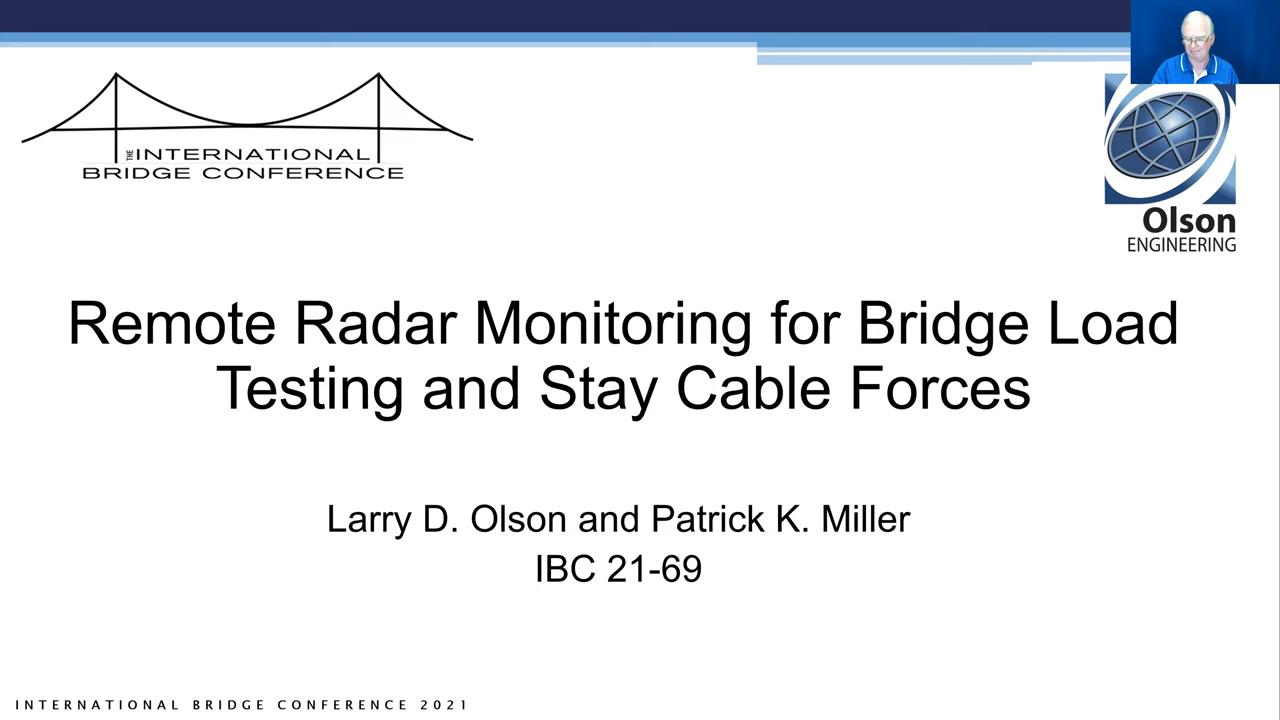 THE INTERNATIONAL
BRIDGE CONFERENCE
Olson
ENGINEERING
Remote Radar Monitoring for Bridge Load
Testing and Stay Cable Forces
Larry D. Olson and Patrick K. Miller
IBC 21-69
INTERNATIONAL BRIDGE CONFERENCE 2021